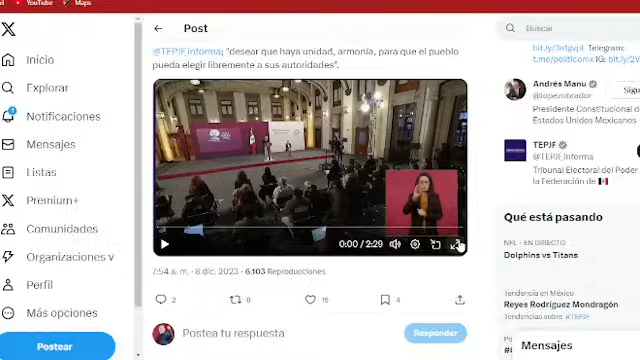 YouTube
Maps
Post
Buscar
@TEPJF_informa; "desear que haya unidad, armonía, para que el pueblo
pueda elegir libremente a sus autoridades".
0:00 / 2:29
7:54 a. m. · 8 dic. 2023 · 6,103 Reproducciones
2
8
16
4
Postea tu respuesta
Responder
Inicio
Explorar
Notificaciones
Mensajes
Listas
Premium+
Comunidades
Organizaciones v
Perfil
Más opciones
Postear
Telegram:
t.me/politicomx IG: bit.ly/2V
Andrés Manu
@lopezobrador
Sigu
Presidente Constitucional de
Estados Unidos Mexicanos
TEPJF
@TEPJF_informa
Tribunal Electoral del Poder
la Federación de
Qué está pasando
NFL · EN DIRECTO
Dolphins vs Titans
Tendencia en México
Reyes Rodríguez Mondragón
Tendencias sobre #TEPJF
Mensajes